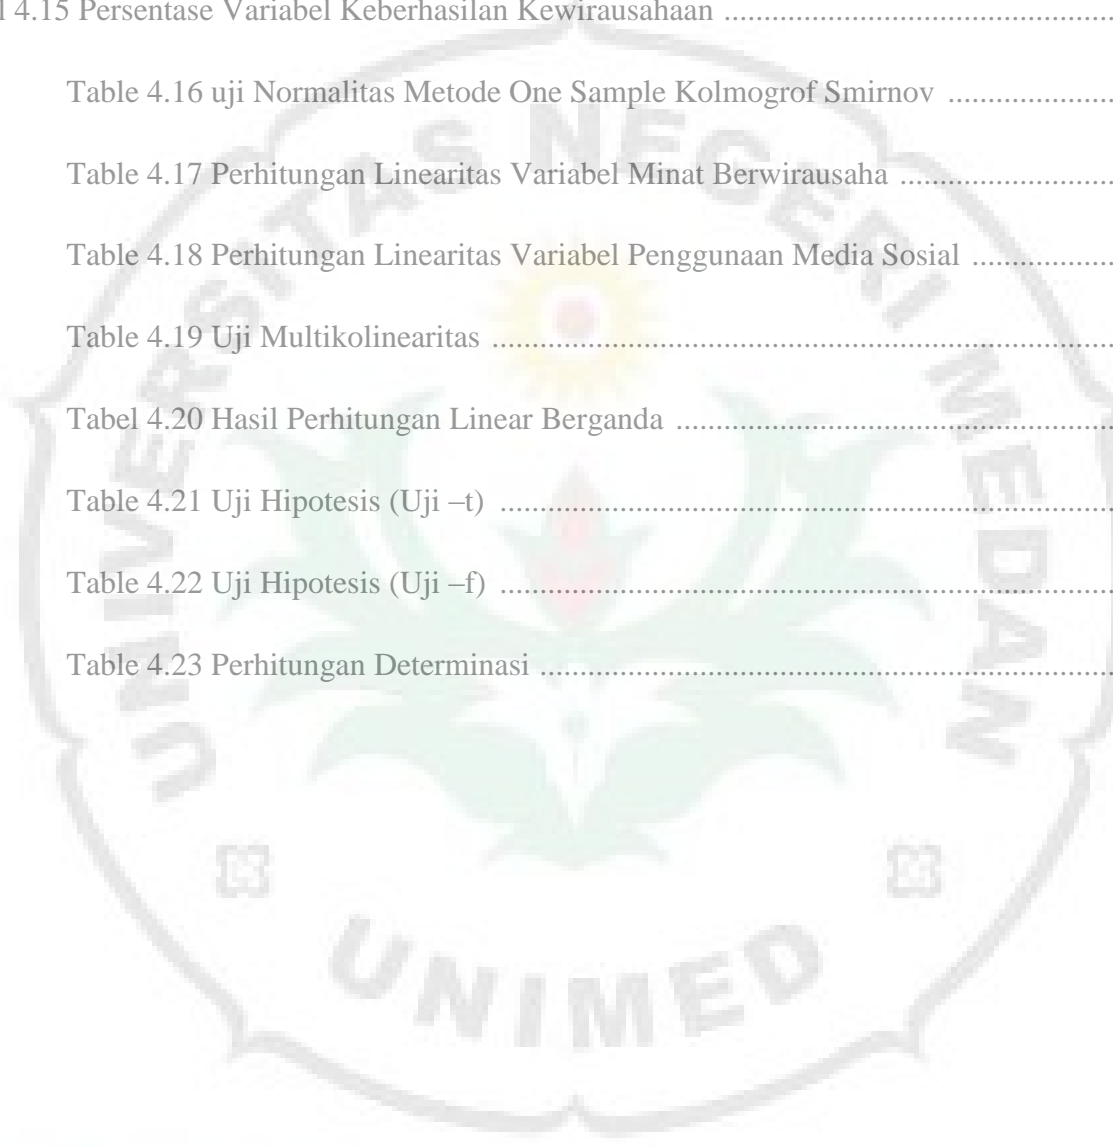 l 4.15 Persentase Variabel Keberhasilan Kewirausahaan ........................................
Table 4.16 uji Normalitas Metode One Sample Kolmogrof Smirnov .................
Table 4.17 Perhitungan Linearitas Variabel Minat Berwirausaha .....................
Table 4.18 Perhitungan Linearitas Variabel Penggunaan Media Sosial ..............
Table 4.19 Uji Multikolinearitas ................................................................
Tabel 4.20 Hasil Perhitungan Linear Berganda .............................................
Table 4.21 Uji Hipotesis (Uji –t) ...............................................................
Table 4.22 Uji Hipotesis (Uji –f) ...............................................................
Table 4.23 Perhitungan Determinasi ...........................................................
UNIVERSITAS NEGERI MEDAN
UNIMED